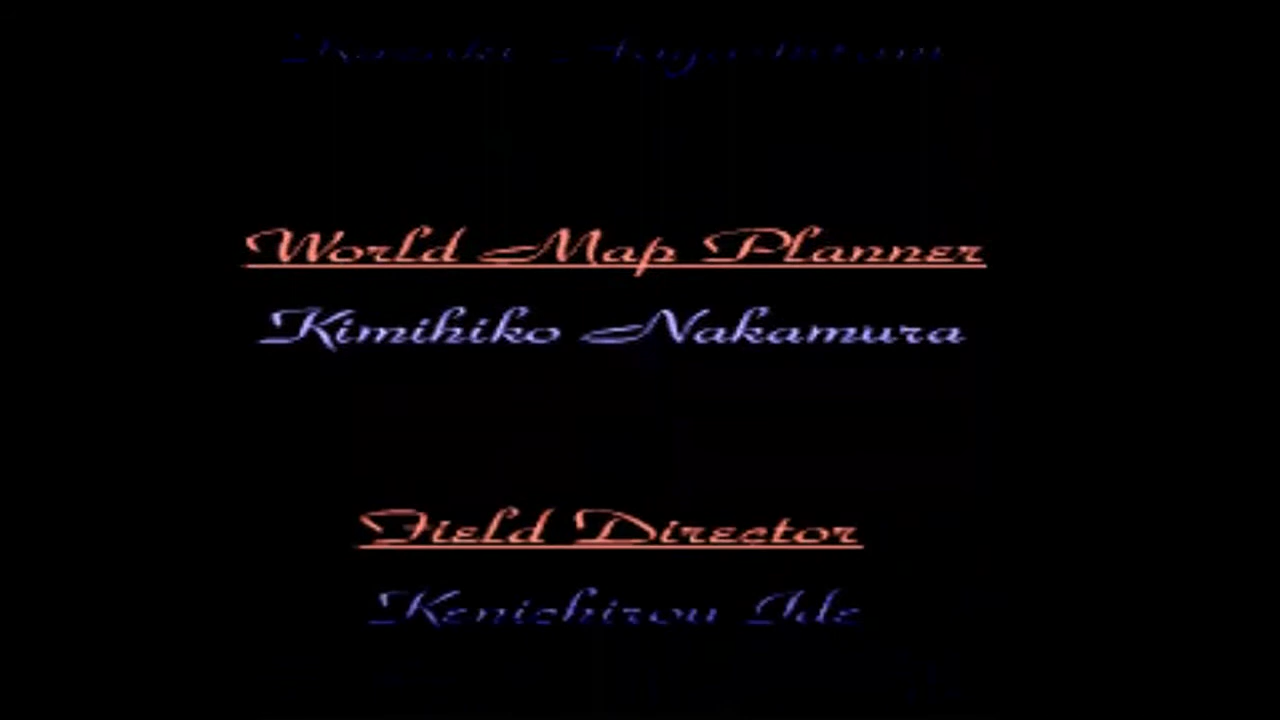 World Map Planner
Kimihiko Nakamura
Field Director
Kenichirou Ide